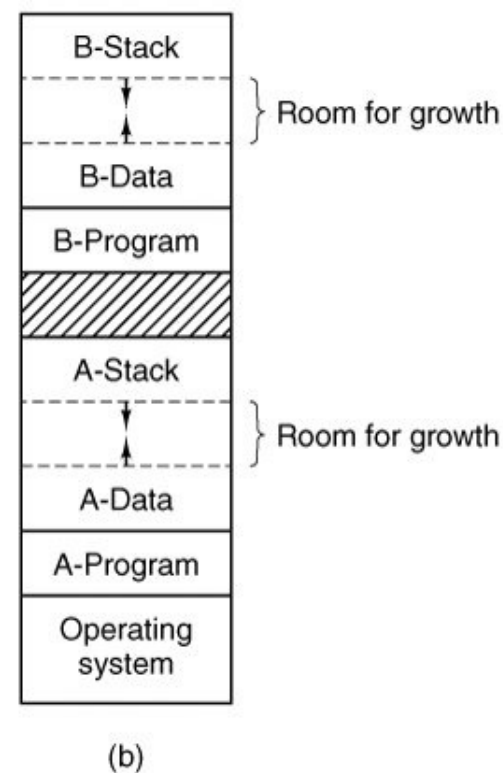 B-Stack
Room for growth
B-Data
B-Program
A-Stack
Room for growth
A-Data
A-Program
Operating
system
(b)